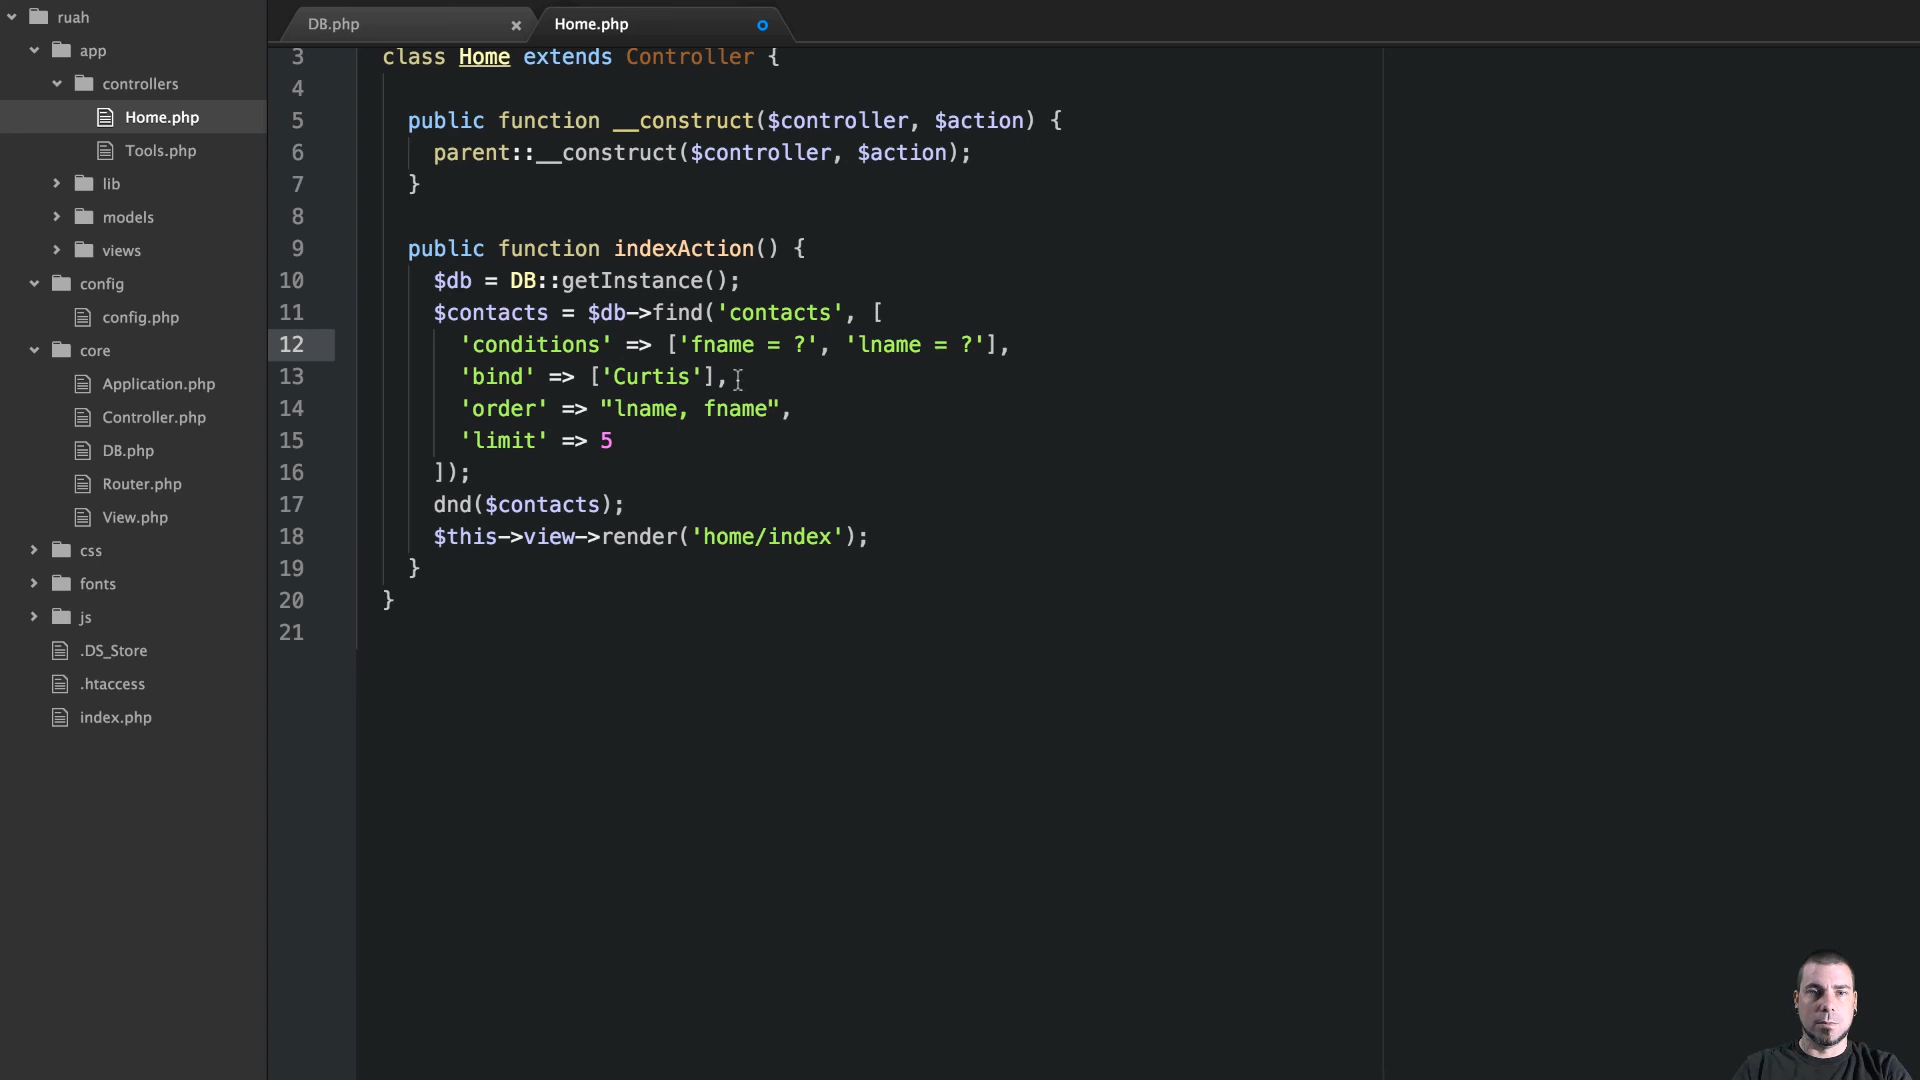 ruah
app
controllers
Home.php
Tools.php
lib
models
views
config
config.php
core
Application.php
Controller.php
DB.php
Router.php
View.php
css
fonts
js
.DS_Store
.htaccess
index.php
DB.php
Home.php
3 class Home extends Controller {
4
5 public function __construct($controller, $action) {
6 parent::__construct($controller, $action);
7 }
8
9 public function indexAction() {
10 $db = DB::getInstance();
11 $contacts = $db->find('contacts', [
12 'conditions' => ['fname = ?', 'lname = ?'],
13 'bind' => ['Curtis'],
14 'order' => "lname, fname",
15 'limit' => 5
16 ]);
17 dnd($contacts);
18 $this->view->render('home/index');
19 }
20 }
21